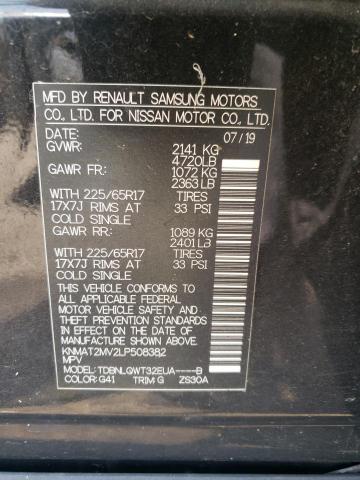 MFD BY RENAULT SAMSUNG MOTORS
CO., LTD. FOR NISSAN MOTOR CO., LTD.
DATE: 07/19
GVWR: 2141 KG
4720LB
GAWR FR: 1072 KG
2363LB
WITH 225/65R17 TIRES
17X7J RIMS AT 33 PSI
COLD SINGLE
GAWR RR: 1089 KG
2401LB
WITH 225/65R17 TIRES
17X7J RIMS AT 33 PSI
COLD SINGLE
THIS VEHICLE CONFORMS TO ALL
APPLICABLE FEDERAL MOTOR
VEHICLE SAFETY, BUMPER, AND
THEFT PREVENTION STANDARDS
IN EFFECT ON THE DATE OF
MANUFACTURE SHOWN ABOVE.
KNMAT2MV2LP508382
MPV
MODEL: TDBNLQWT32EUA----B
COLOR: G41 TRIM: G ZS30A